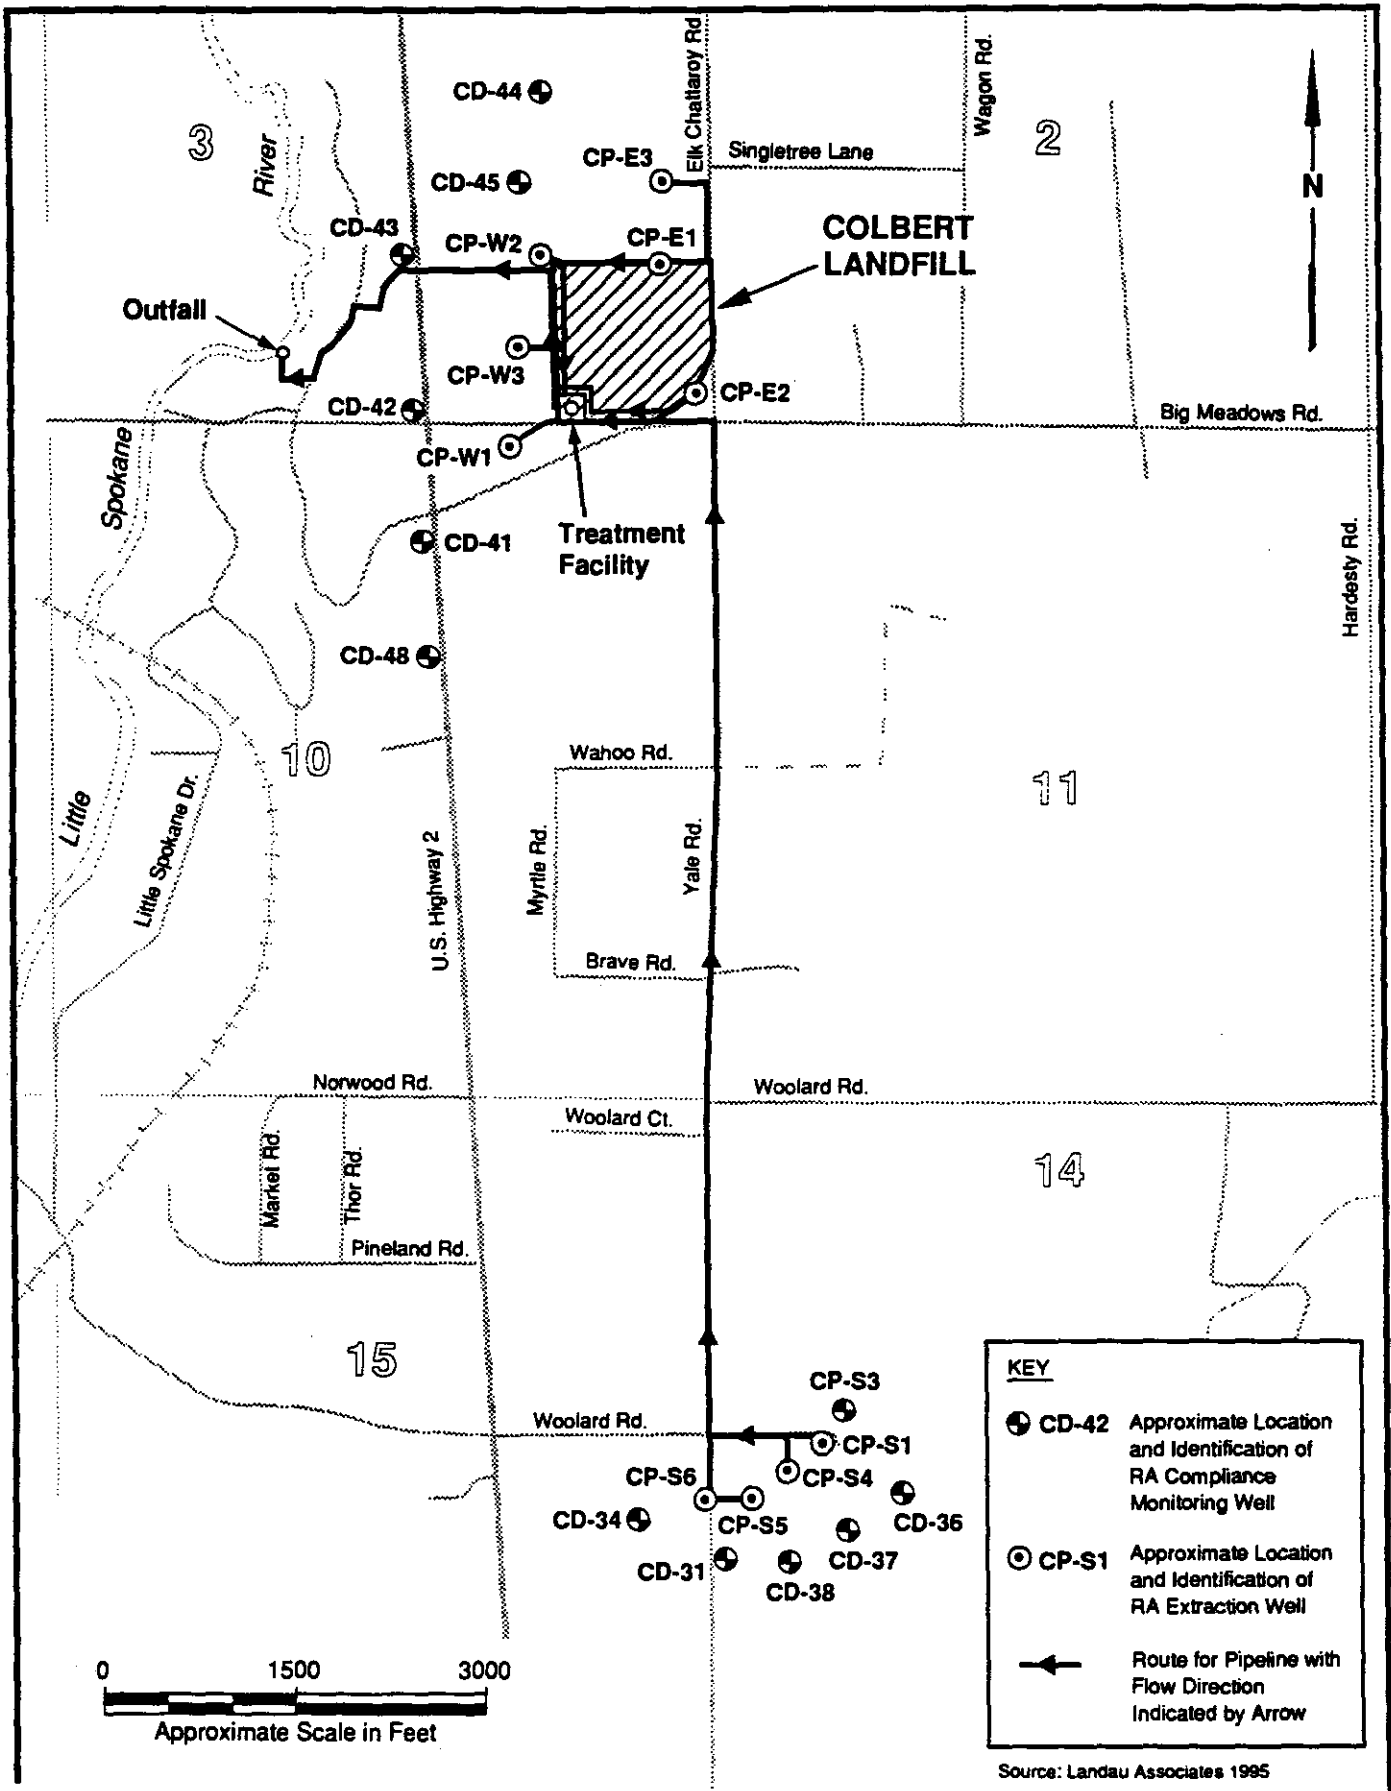 Elk Chattaroy Rd
Wagon Rd.
CD-44
3
2
River
Singletree Lane
CP-E3
CD-45
N
CD-43
CP-W2
CP-E1
COLBERT
LANDFILL
Outfall
CP-W3
CP-E2
CD-42
Big Meadows Rd.
CP-W1
Spokane
Treatment
Facility
CD-41
Hardesty Rd.
CD-48
10
Wahoo Rd.
11
Little
Little Spokane Dr.
U.S. Highway 2
Myrtle Rd.
Yale Rd.
Brave Rd.
Norwood Rd.
Woolard Rd.
Woolard Ct.
Market Rd.
Thor Rd.
14
Pineland Rd.
15
CP-S3
Woolard Rd.
CP-S1
CP-S6
CP-S4
CD-34
CP-S5
CD-36
CD-31
CD-37
CD-38
KEY
CD-42 Approximate Location
and Identification of
RA Compliance
Monitoring Well
CP-S1 Approximate Location
and Identification of
RA Extraction Well
Route for Pipeline with
Flow Direction
Indicated by Arrow
0 1500 3000
Approximate Scale in Feet
Source: Landau Associates 1995